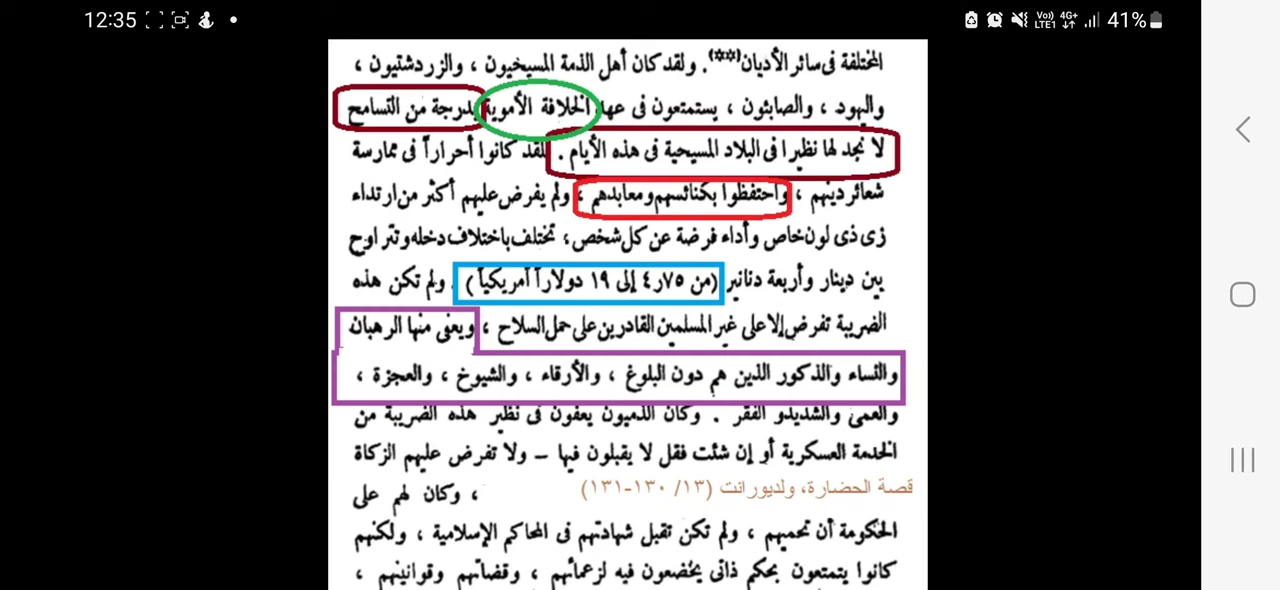 12:35
Vo) LTE1 4G+ 41%
المختلفة فى سائر الأديان(**). ولقد كان أهل الذمة المسيحيون ، والزردشتيون ،
واليهود ، والصابئون ، يستمتعون فى عهد الخلافة الأموية بدرجة من التسامح
لا نجد لها نظيرا فى البلاد المسيحية فى هذه الأيام . فلقد كانوا أحراراً فى ممارسة
شعائر دينهم ، واحتفظوا بكنائسهم ومعابدهم ، ولم يفرض عليهم أكثر من ارتداء
زى ذى لون خاص وأداء فرضة عن كل شخص ، تختلف باختلاف دخله وتتراوح
بين دينار وأربعة دنانير (من ٧٥ر٤ إلى ١٩ دولاراً أمريكياً) . ولم تكن هذه
الضريبة تفرض إلا على غير المسلمين القادرين على حمل السلاح ، ويعفى منها الرهبان
والنساء والذكور الذين هم دون البلوغ ، والأرقاء ، والشيوخ ، والعجزة ،
والعمى والشديدو الفقر . وكان الذميون يعفون فى نظير هذه الضريبة من
الخدمة العسكرية أو إن شئت فقل لا يقبلون فيها – ولا تفرض عليهم الزكاة
قصة الحضارة، ولديورانت (١٣/ ١٣٠-١٣١) ، وكان لهم على
الحكومة أن تحميهم ، ولم تكن تقبل شهادتهم فى المحاكم الإسلامية ، ولكنهم
كانوا يتمتعون بحكم ذاتى يخضعون فيه لزعمائهم ، وقضاتهم وقوانينهم ،